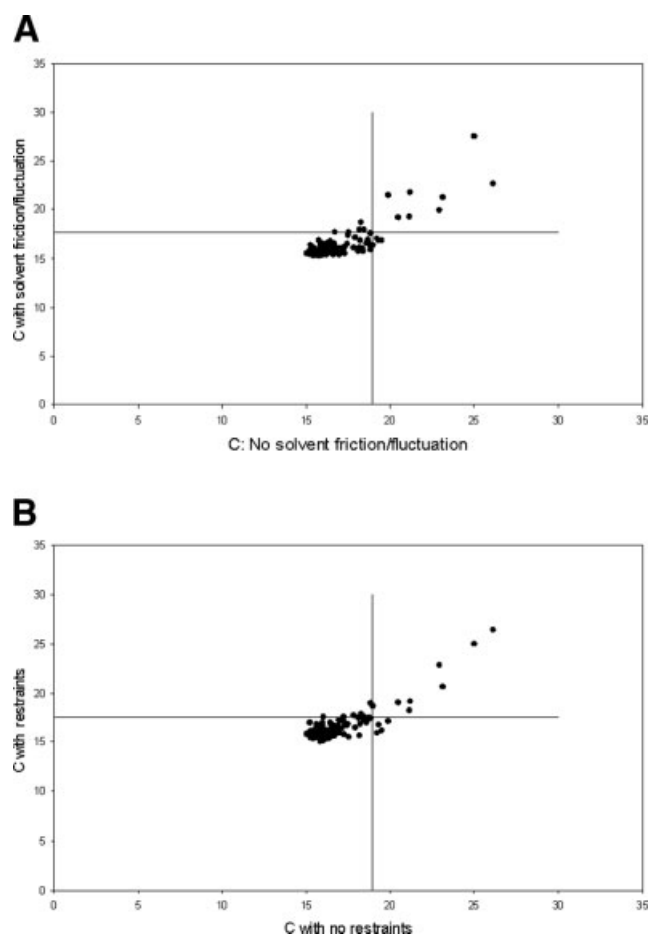 A
35
30
25
20
15
10
5
0
C with solvent friction/fluctuation
0 5 10 15 20 25 30 35
C: No solvent friction/fluctuation
B
35
30
25
20
15
10
5
0
C with restraints
0 5 10 15 20 25 30 35
C with no restraints